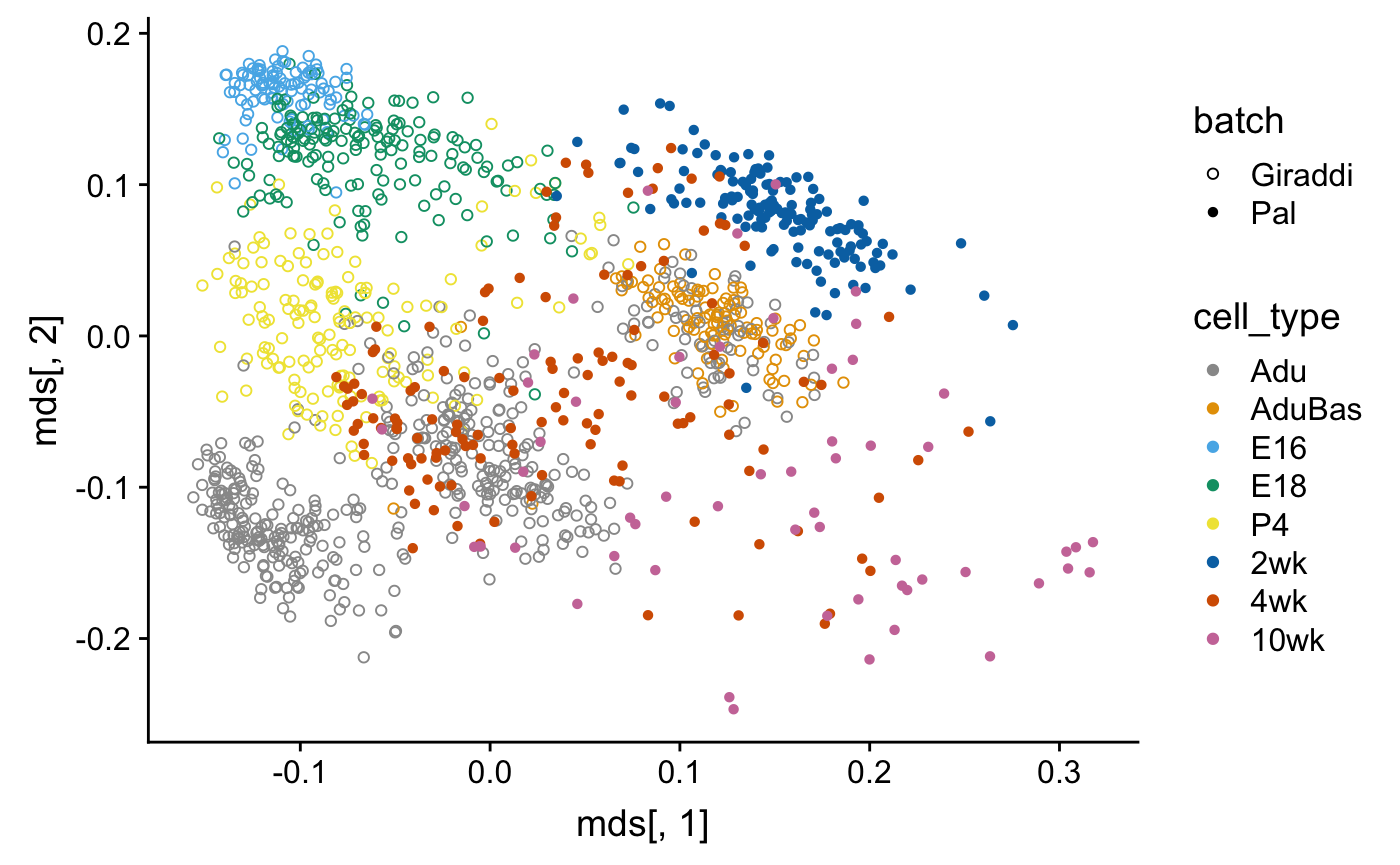 0.2
0.1
0.0
-0.1
-0.2
mds[, 2]
-0.1 0.0 0.1 0.2 0.3
mds[, 1]
batch
Giraddi
Pal
cell_type
Adu
AduBas
E16
E18
P4
2wk
4wk
10wk